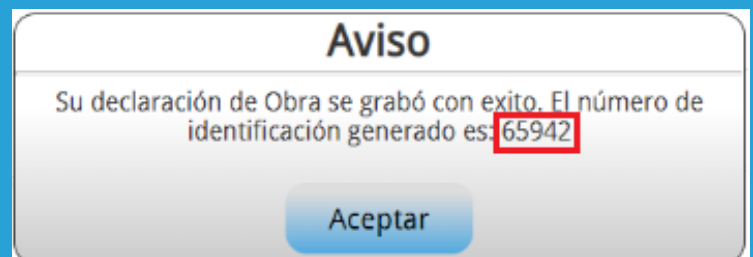 Aviso
Su declaración de Obra se grabó con exito. El número de
identificación generado es: 65942
Aceptar